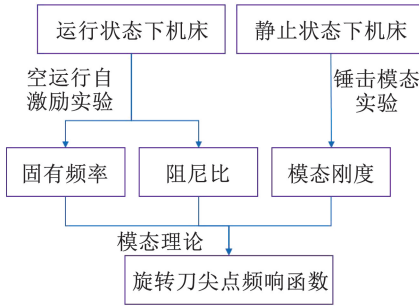 运行状态下机床
静止状态下机床
空运行自
激励实验
锤击模态
实验
固有频率
阻尼比
模态刚度
模态理论
旋转刀尖点频响函数